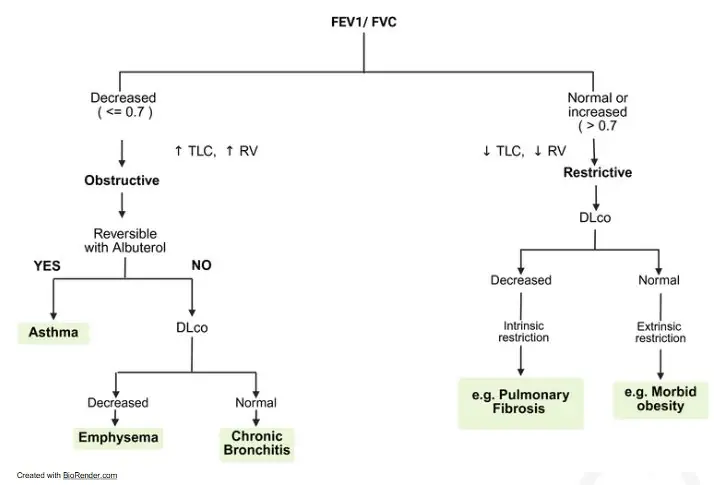 FEV1/ FVC
Decreased
( <= 0.7 )
↑ TLC, ↑ RV
Obstructive
Reversible
with Albuterol
YES
NO
Asthma
DLco
Decreased
Normal
Emphysema
Chronic
Bronchitis
Normal or
increased
( > 0.7
↓ TLC, ↓ RV
Restrictive
DLco
Decreased
Normal
Intrinsic
restriction
Extrinsic
restriction
e.g. Pulmonary
Fibrosis
e.g. Morbid
obesity
Created with BioRender.com